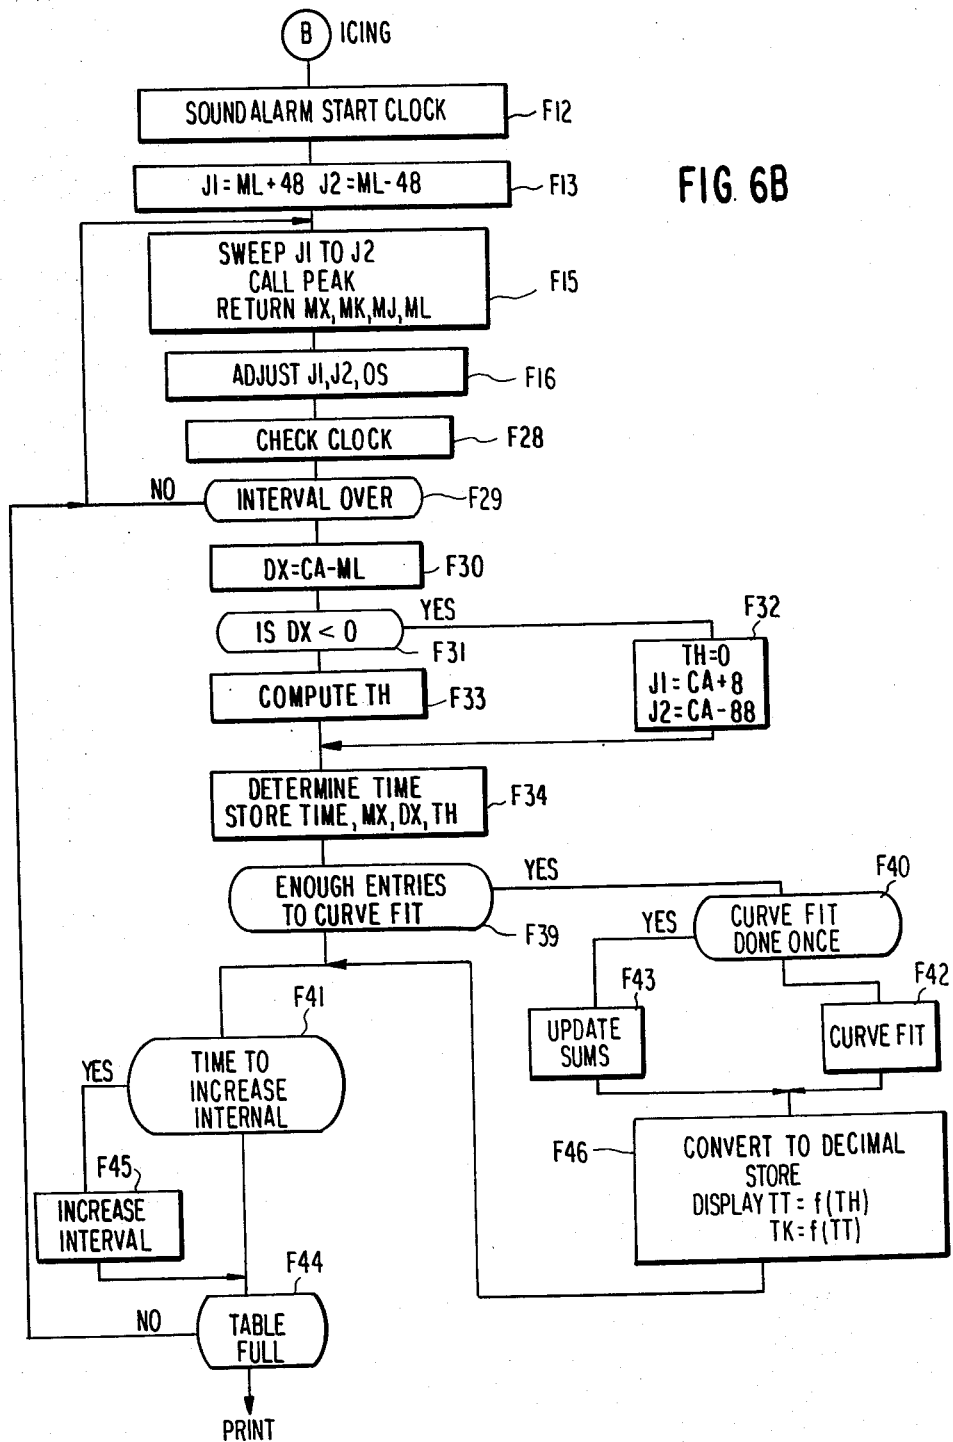 B ICING
SOUND ALARM START CLOCK
F12
J1=ML+48 J2=ML-48
F13
FIG. 6B
SWEEP J1 TO J2
CALL PEAK
RETURN MX, MK, MJ, ML
F15
ADJUST J1, J2, OS
F16
CHECK CLOCK
F28
NO
INTERVAL OVER
F29
DX=CA-ML
F30
IS DX < 0
YES
F31
F32
TH=0
J1=CA+8
J2=CA-88
COMPUTE TH
F33
DETERMINE TIME
STORE TIME, MX, DX, TH
F34
ENOUGH ENTRIES
TO CURVE FIT
YES
F39
F40
CURVE FIT
DONE ONCE
YES
F43
UPDATE
SUMS
F42
CURVE FIT
F41
TIME TO
INCREASE
INTERNAL
YES
F45
INCREASE
INTERVAL
F46
CONVERT TO DECIMAL
STORE
DISPLAY TT = f(TH)
TK=f(TT)
F44
NO
TABLE
FULL
PRINT